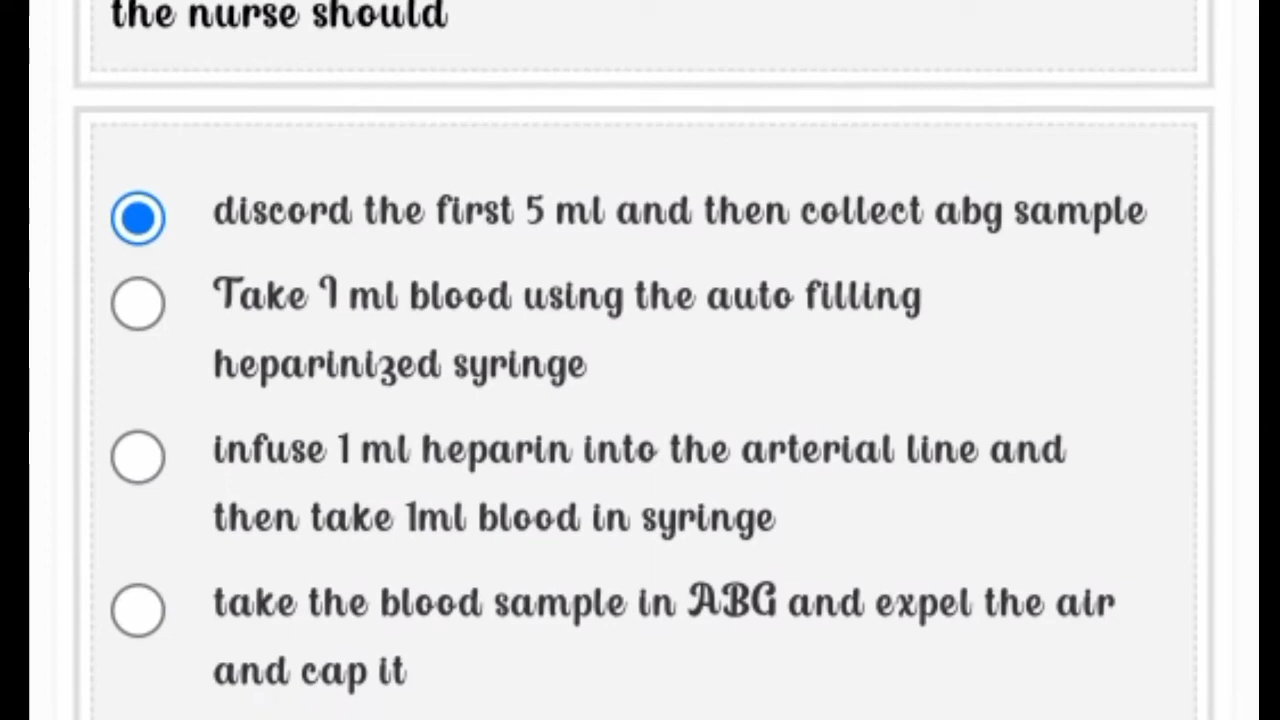 the nurse should
discord the first 5 ml and then collect abg sample
Take 1 ml blood using the auto filling
heparinized syringe
infuse 1 ml heparin into the arterial line and
then take 1ml blood in syringe
take the blood sample in ABG and expel the air
and cap it